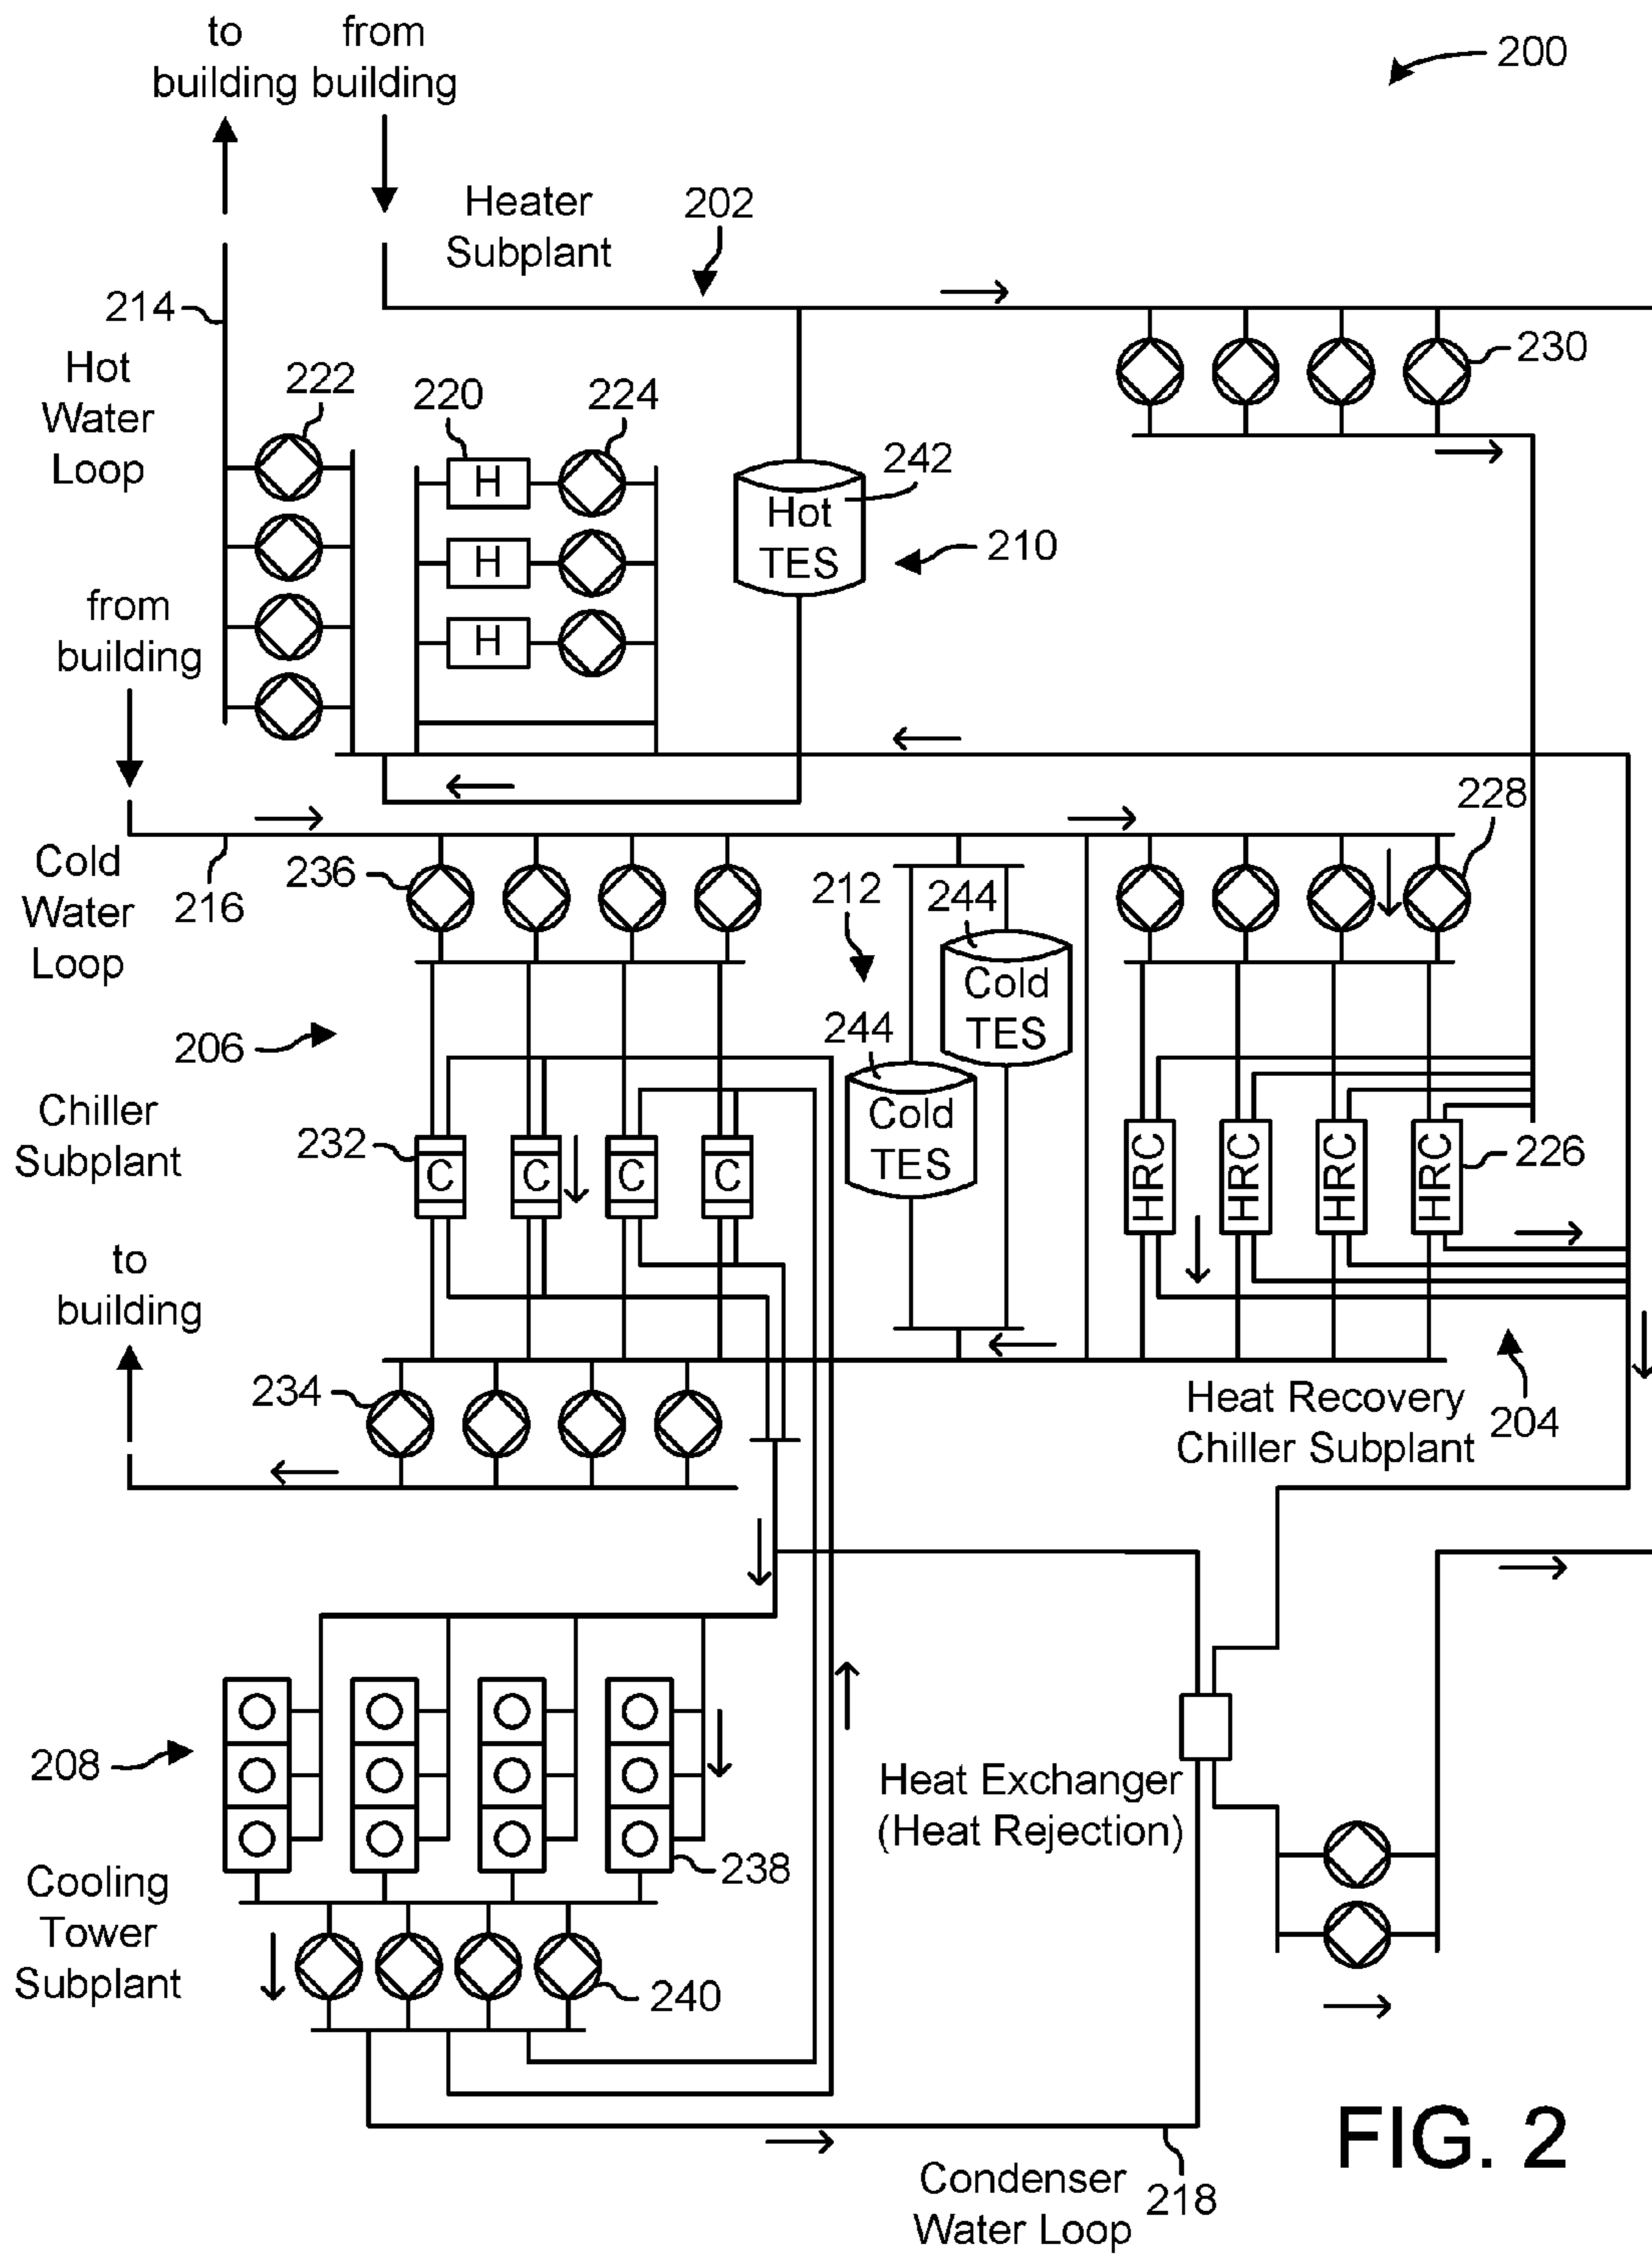 to
building
from
building
200
Heater
Subplant
202
214
Hot
Water
Loop
222
220
224
H
H
H
230
242
Hot
TES
210
from
building
228
Cold
Water
Loop
216
236
212
244
Cold
TES
244
Cold
TES
206
Chiller
Subplant
232
C
C
C
C
HRC
HRC
HRC
HRC
226
to
building
234
Heat Recovery
Chiller Subplant
204
208
Heat Exchanger
(Heat Rejection)
238
Cooling
Tower
Subplant
240
Condenser
Water Loop
218
FIG. 2